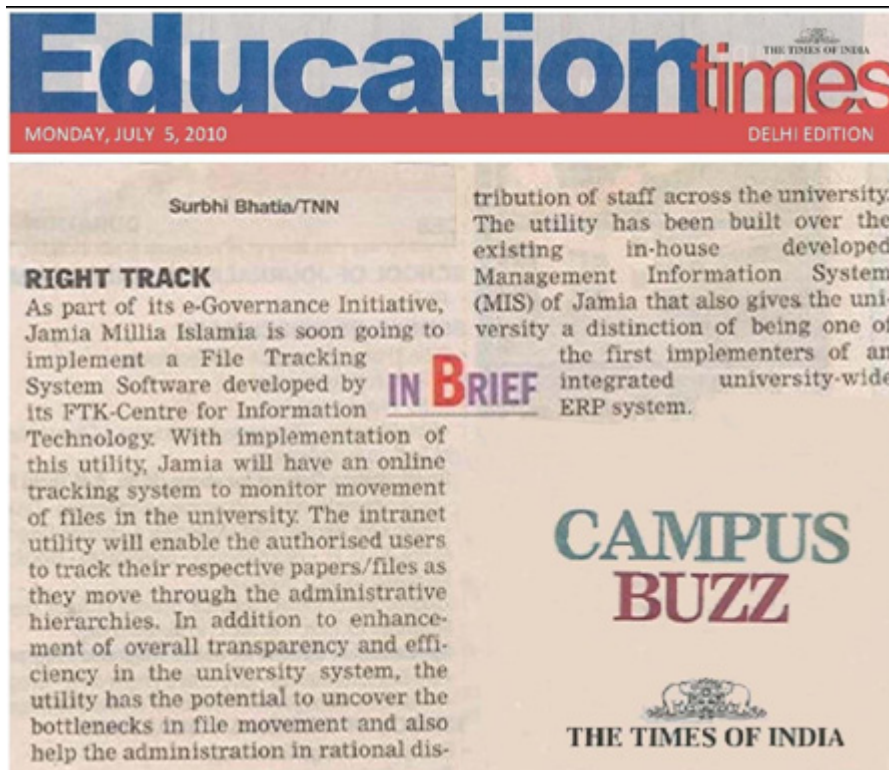 Education times
THE TIMES OF INDIA
MONDAY, JULY 5, 2010
DELHI EDITION
Surbhi Bhatia/TNN
RIGHT TRACK
As part of its e-Governance Initiative,
Jamia Millia Islamia is soon going to
implement a File Tracking
System Software developed by
its FTK-Centre for Information
Technology. With implementation of
this utility, Jamia will have an online
tracking system to monitor movement
of files in the university. The intranet
utility will enable the authorised users
to track their respective papers/files as
they move through the administrative
hierarchies. In addition to enhance-
ment of overall transparency and effi-
ciency in the university system, the
utility has the potential to uncover the
bottlenecks in file movement and also
help the administration in rational dis-
IN BRIEF
tribution of staff across the university.
The utility has been built over the
existing in-house developed
Management Information System
(MIS) of Jamia that also gives the uni-
versity a distinction of being one of
the first implementers of an
integrated university-wide
ERP system.
CAMPUS
BUZZ
THE TIMES OF INDIA